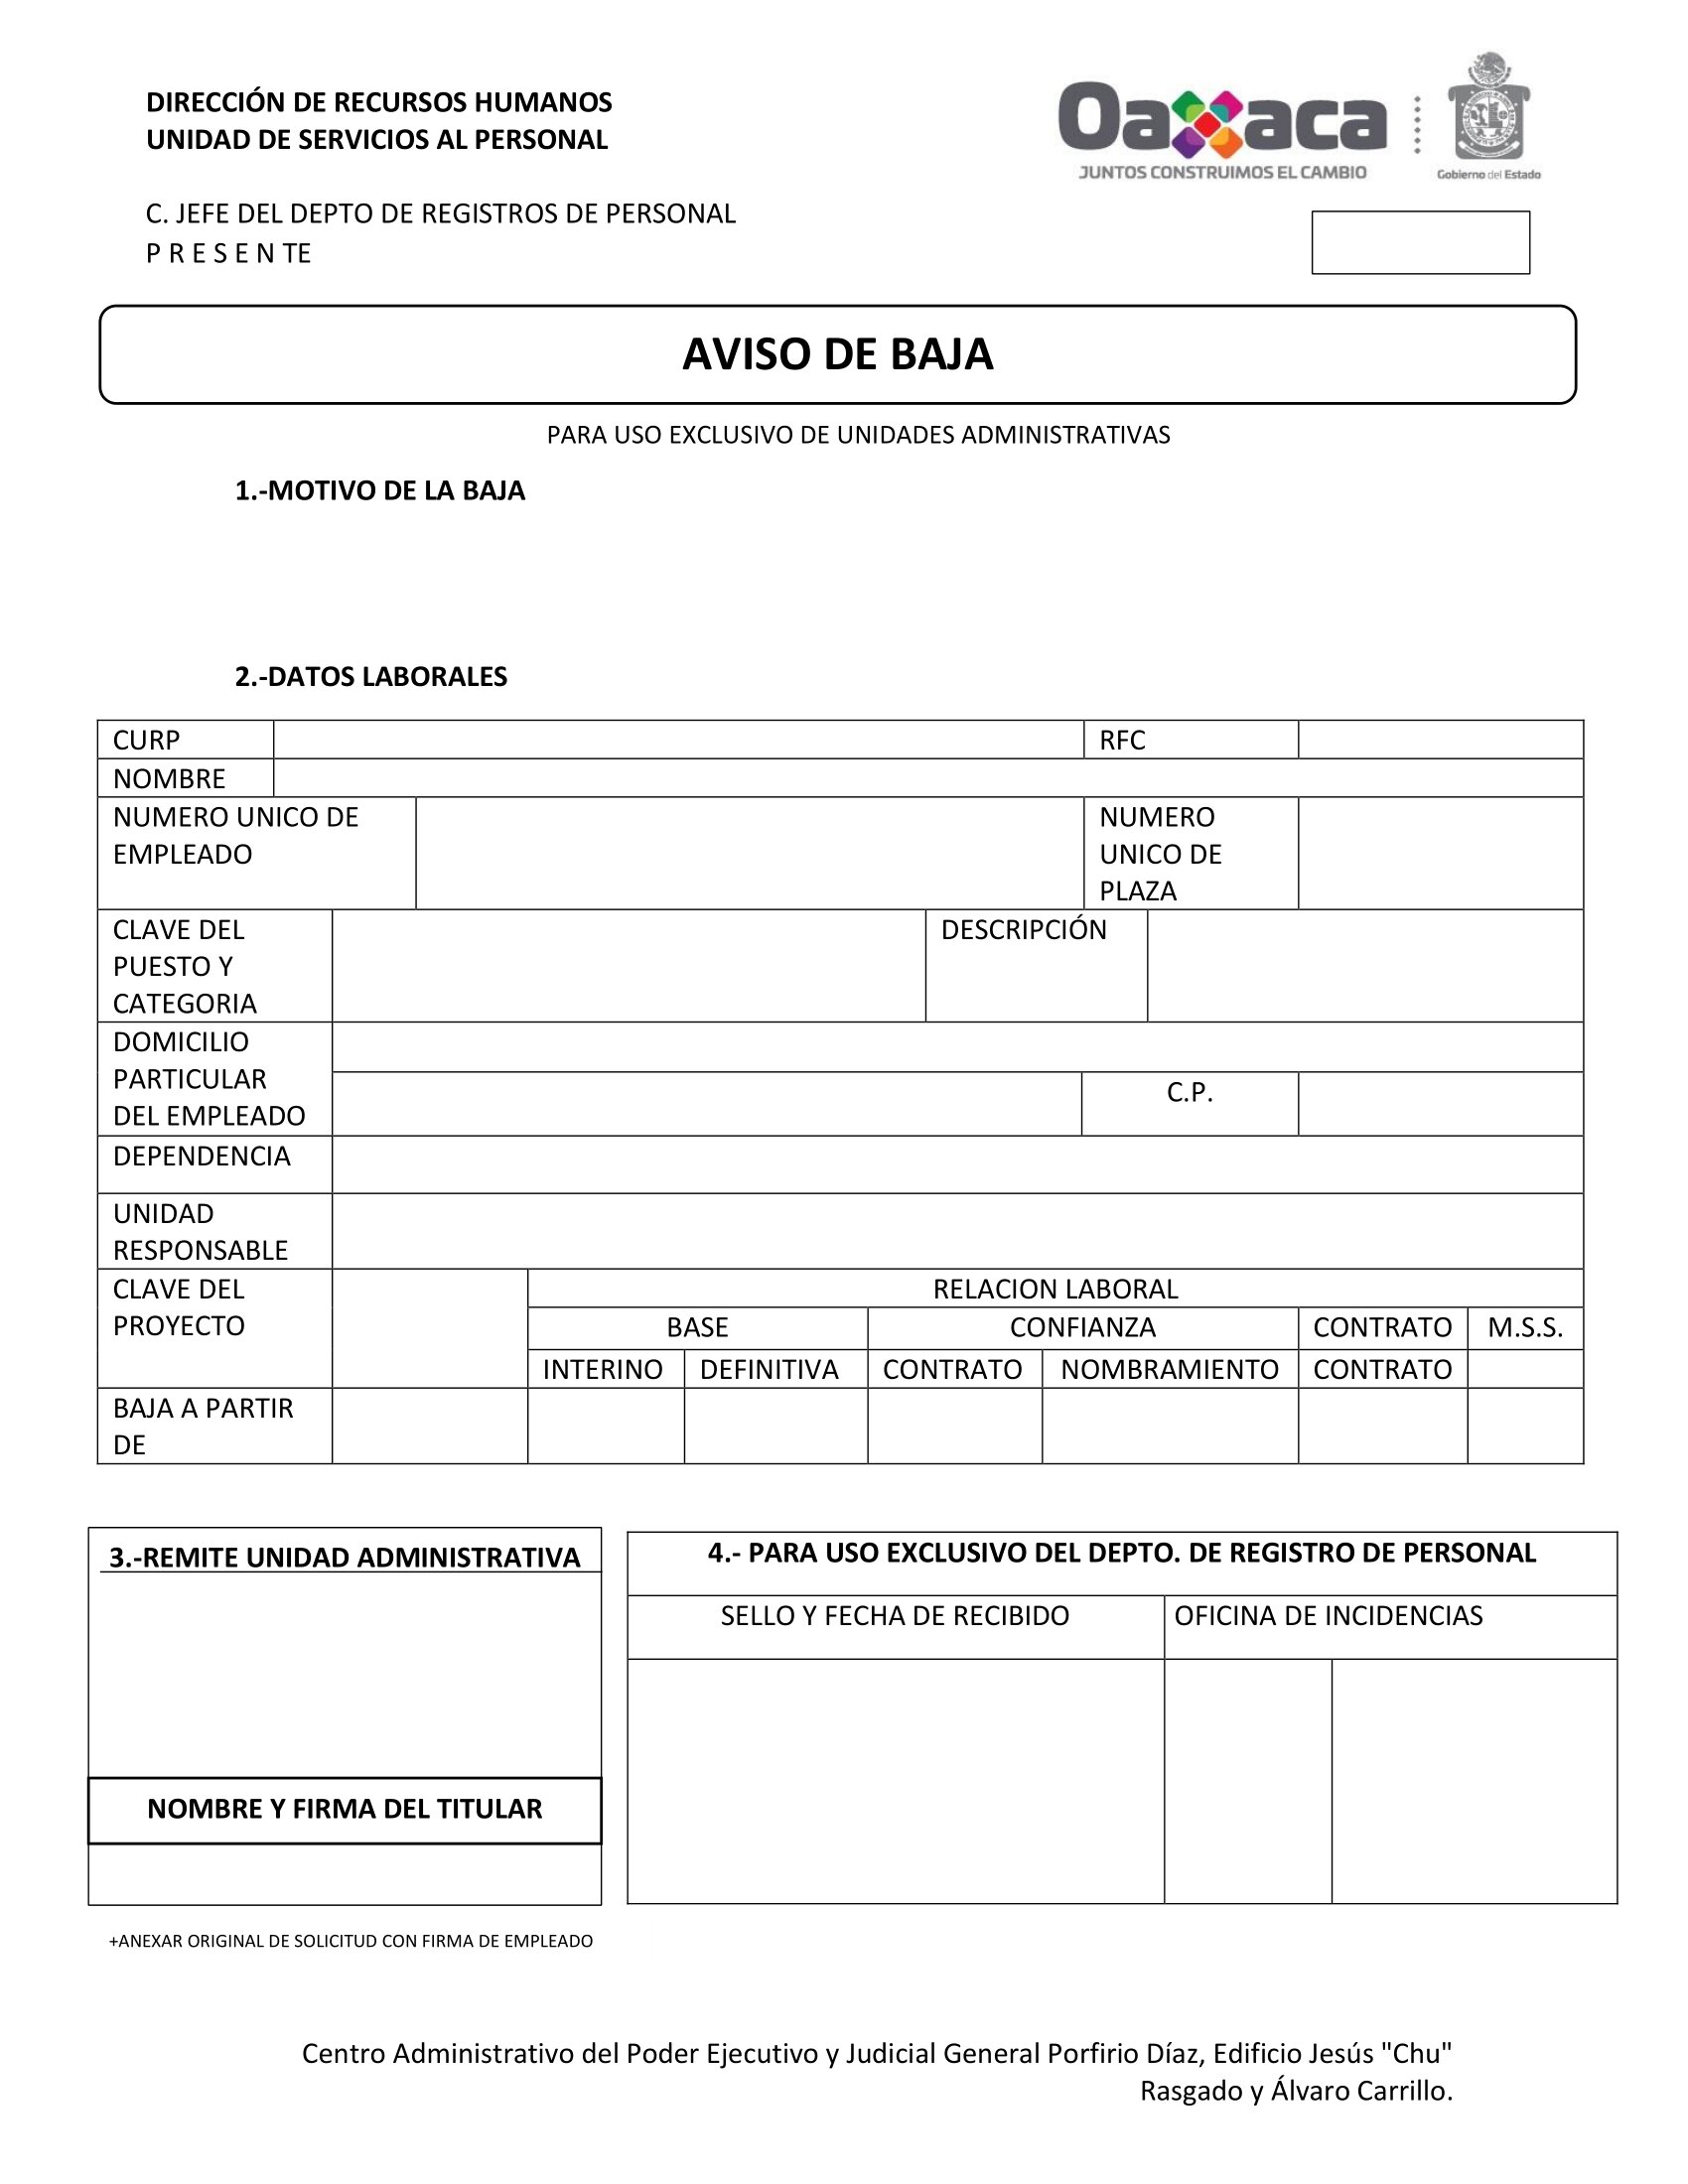 DIRECCIÓN DE RECURSOS HUMANOS
UNIDAD DE SERVICIOS AL PERSONAL
Oaxaca
JUNTOS CONSTRUIMOS EL CAMBIO
Gobierno del Estado
C. JEFE DEL DEPTO DE REGISTROS DE PERSONAL
P R E S E N TE
AVISO DE BAJA
PARA USO EXCLUSIVO DE UNIDADES ADMINISTRATIVAS
1.-MOTIVO DE LA BAJA
2.-DATOS LABORALES
CURP
RFC
NOMBRE
NUMERO UNICO DE
EMPLEADO
NUMERO
UNICO DE
PLAZA
CLAVE DEL
PUESTO Y
CATEGORIA
DESCRIPCIÓN
DOMICILIO
PARTICULAR
DEL EMPLEADO
C.P.
DEPENDENCIA
UNIDAD
RESPONSABLE
CLAVE DEL
PROYECTO
RELACION LABORAL
BASE
CONFIANZA
CONTRATO
M.S.S.
INTERINO
DEFINITIVA
CONTRATO
NOMBRAMIENTO
CONTRATO
BAJA A PARTIR
DE
3.-REMITE UNIDAD ADMINISTRATIVA
NOMBRE Y FIRMA DEL TITULAR
4.- PARA USO EXCLUSIVO DEL DEPTO. DE REGISTRO DE PERSONAL
SELLO Y FECHA DE RECIBIDO
OFICINA DE INCIDENCIAS
+ANEXAR ORIGINAL DE SOLICITUD CON FIRMA DE EMPLEADO
Centro Administrativo del Poder Ejecutivo y Judicial General Porfirio Díaz, Edificio Jesús "Chu"
Rasgado y Álvaro Carrillo.